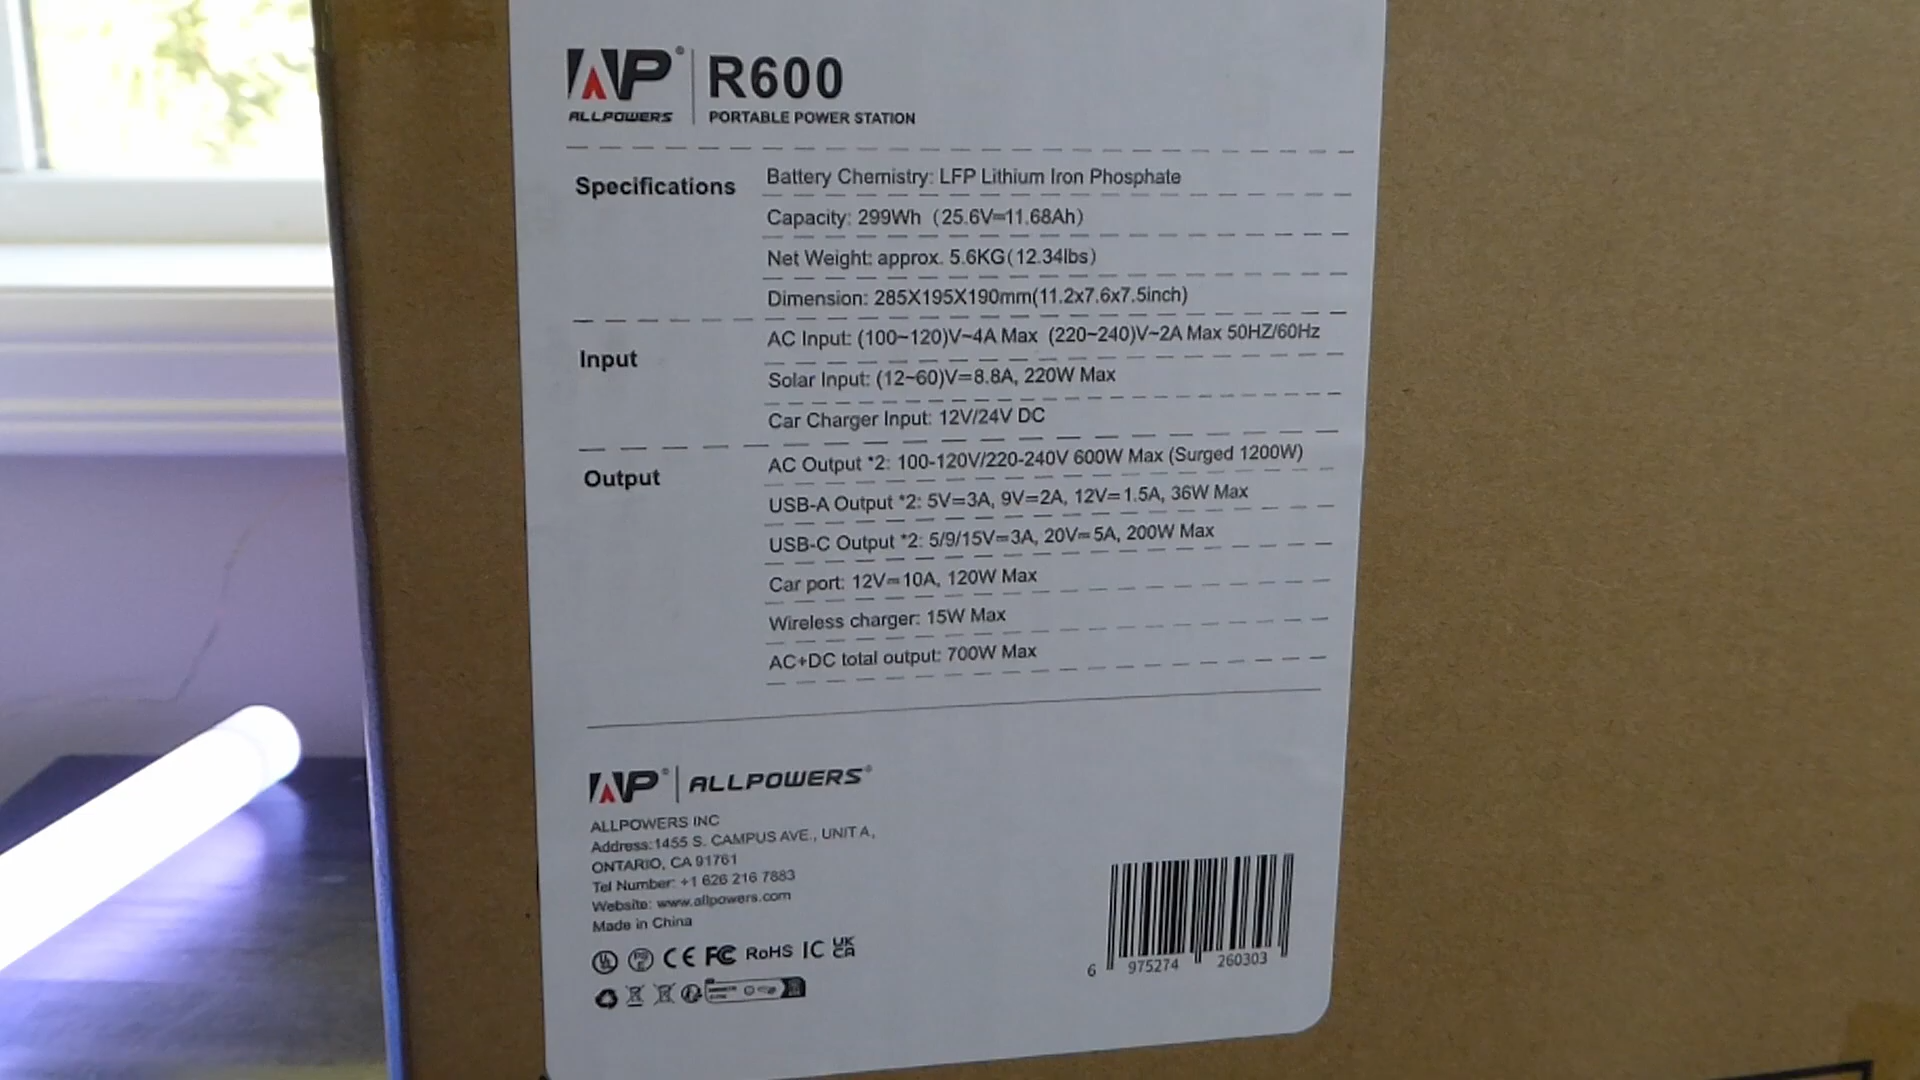 AP® R600
ALLPOWERS PORTABLE POWER STATION
Specifications
Battery Chemistry: LFP Lithium Iron Phosphate
Capacity: 299Wh (25.6V⎓11.68Ah)
Net Weight: approx. 5.6KG(12.34lbs)
Dimension: 285X195X190mm(11.2x7.6x7.5inch)
Input
AC Input: (100~120)V~4A Max (220~240)V~2A Max 50HZ/60Hz
Solar Input: (12~60)V⎓8.8A, 220W Max
Car Charger Input: 12V/24V DC
Output
AC Output *2: 100-120V/220-240V 600W Max (Surged 1200W)
USB-A Output *2: 5V⎓3A, 9V⎓2A, 12V⎓1.5A, 36W Max
USB-C Output *2: 5/9/15V⎓3A, 20V⎓5A, 200W Max
Car port: 12V⎓10A, 120W Max
Wireless charger: 15W Max
AC+DC total output: 700W Max
AP® ALLPOWERS®
ALLPOWERS INC
Address:1455 S. CAMPUS AVE., UNIT A,
ONTARIO, CA 91761
Tel Number: +1 626 216 7883
Website: www.allpowers.com
Made in China
UL CE FC RoHS IC UKCA
6 975274 260303